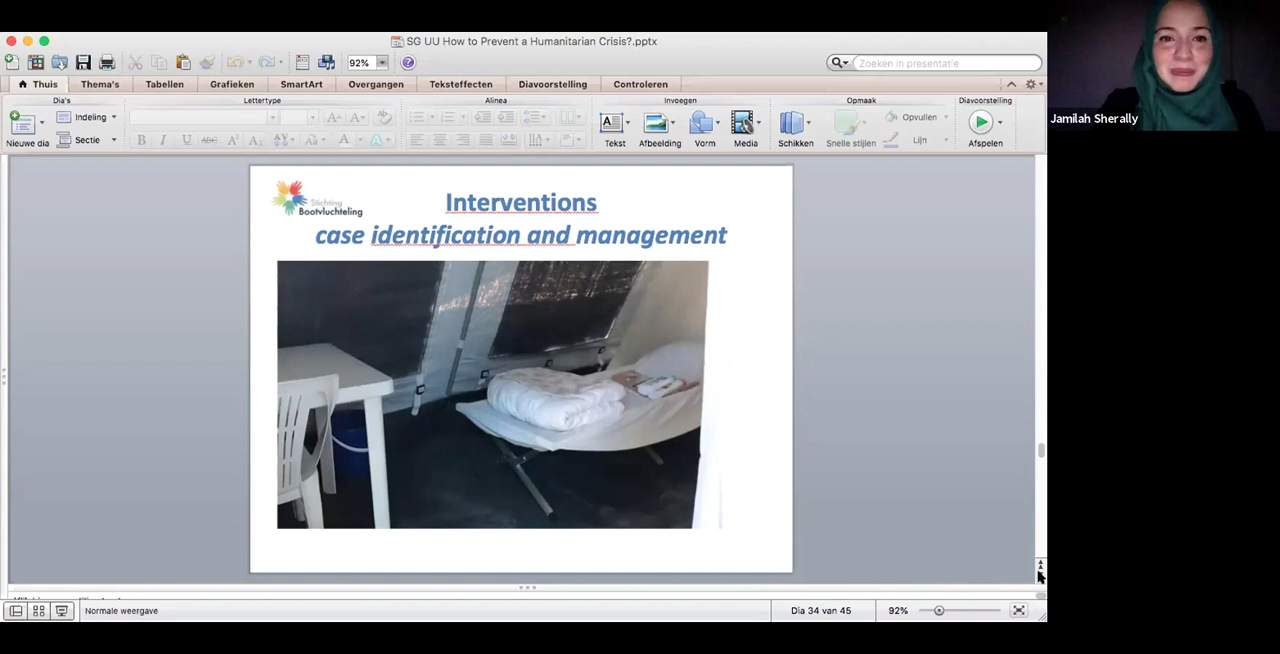 SG UU How to Prevent a Humanitarian Crisis?.pptx
92%
Zoeken in presentatie
Thuis
Thema's
Tabellen
Grafieken
SmartArt
Overgangen
Teksteffecten
Diavoorstelling
Controleren
Dia's
Lettertype
Alinea
Invoegen
Opmaak
Diavoorstelling
Nieuwe dia
Indeling
Sectie
B I U ABC A² A₂
Tekst
Afbeelding
Vorm
Media
Schikken
Snelle stijlen
Opvullen
Lijn
Afspelen
Jamilah Sherally
Stichting
Bootvluchteling
Interventions
case identification and management
Normale weergave
Dia 34 van 45
92%